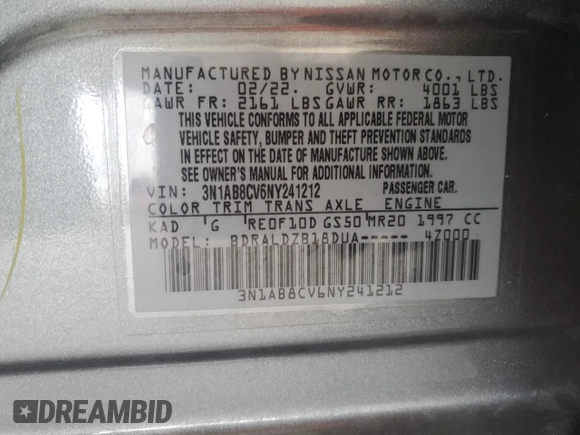 MANUFACTURED BY NISSAN MOTOR CO., LTD.
DATE: 02/22. GVWR: 4001 LBS
GAWR FR: 2161 LBS GAWR RR: 1863 LBS
THIS VEHICLE CONFORMS TO ALL APPLICABLE FEDERAL MOTOR
VEHICLE SAFETY, BUMPER AND THEFT PREVENTION STANDARDS
IN EFFECT ON THE DATE OF MANUFACTURE SHOWN ABOVE.
SEE OWNER'S MANUAL FOR ADDITIONAL INFORMATION.
VIN: 3N1AB8CV6NY241212 PASSENGER CAR.
COLOR TRIM TRANS AXLE ENGINE
KAD G RE0F10D GS50 MR20 1997 CC
MODEL: BDRALDZB18DUA----- 4Z000
3N1AB8CV6NY241212
DREAMBID